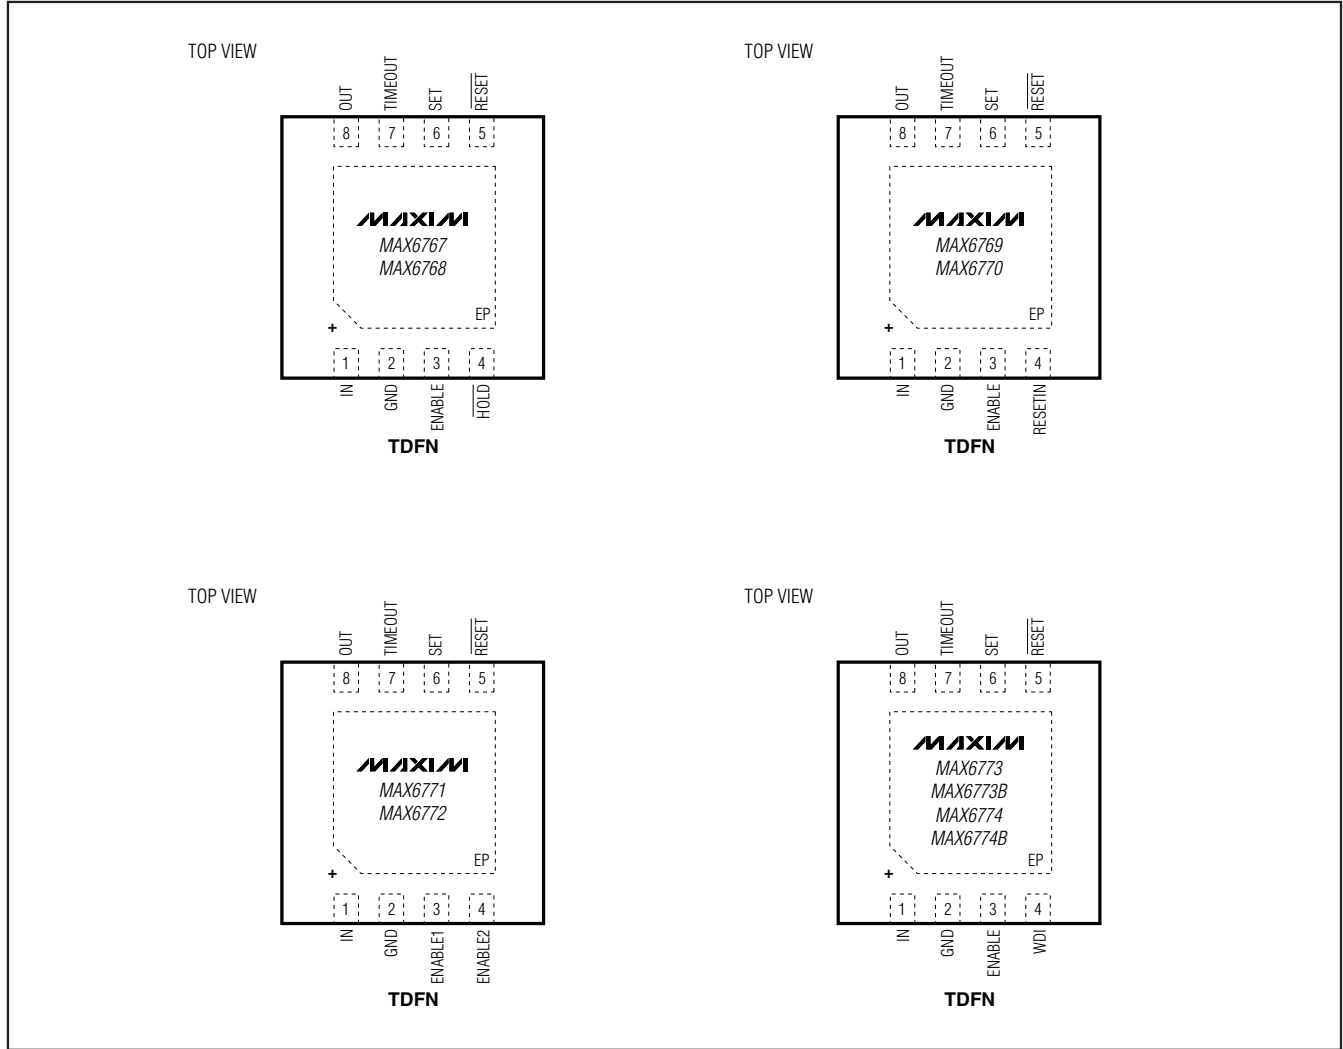 TOP VIEW
OUT TIMEOUT SET RESET
8 7 6 5
MAXIM
MAX6767
MAX6768
EP
+
1 2 3 4
IN GND ENABLE HOLD
TDFN
TOP VIEW
OUT TIMEOUT SET RESET
8 7 6 5
MAXIM
MAX6769
MAX6770
EP
+
1 2 3 4
IN GND ENABLE RESETIN
TDFN
TOP VIEW
OUT TIMEOUT SET RESET
8 7 6 5
MAXIM
MAX6771
MAX6772
EP
+
1 2 3 4
IN GND ENABLE1 ENABLE2
TDFN
TOP VIEW
OUT TIMEOUT SET RESET
8 7 6 5
MAXIM
MAX6773
MAX6773B
MAX6774
MAX6774B
EP
+
1 2 3 4
IN GND ENABLE WDI
TDFN